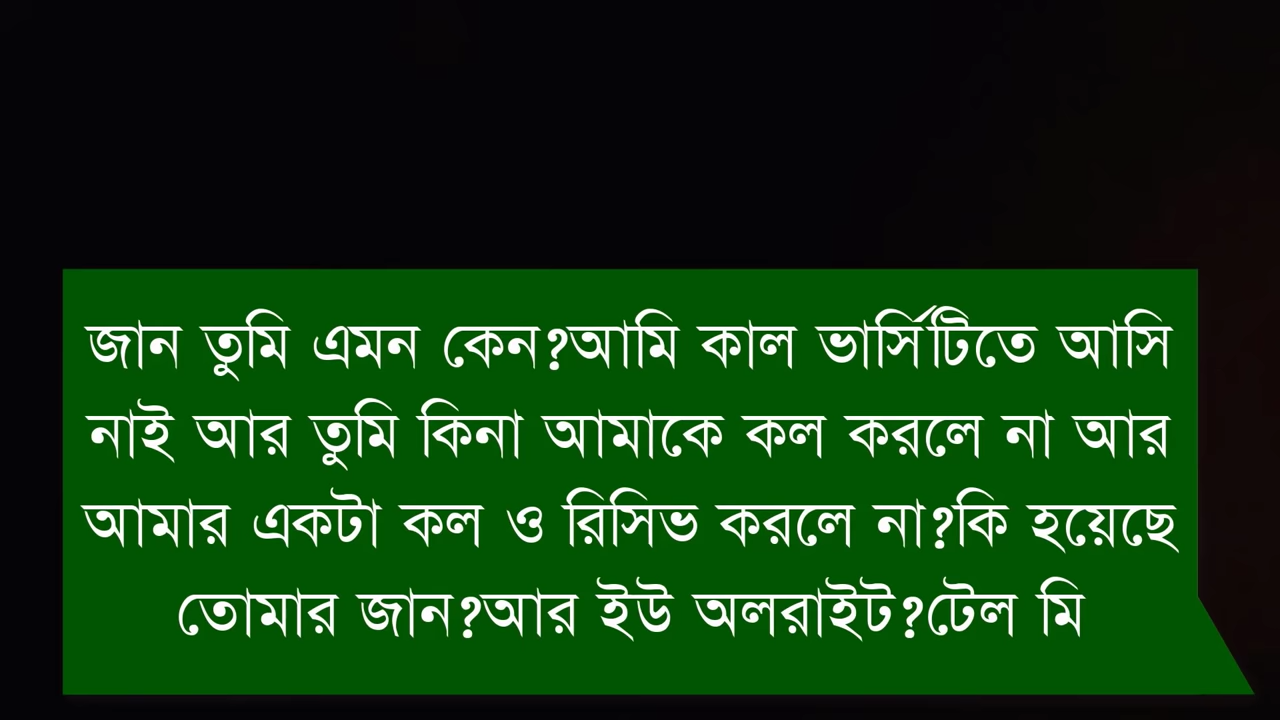 জান তুমি এমন কেন?আমি কাল ভার্সিটিতে আসি
নাই আর তুমি কিনা আমাকে কল করলে না আর
আমার একটা কল ও রিসিভ করলে না?কি হয়েছে
তোমার জান?আর ইউ অলরাইট?টেল মি